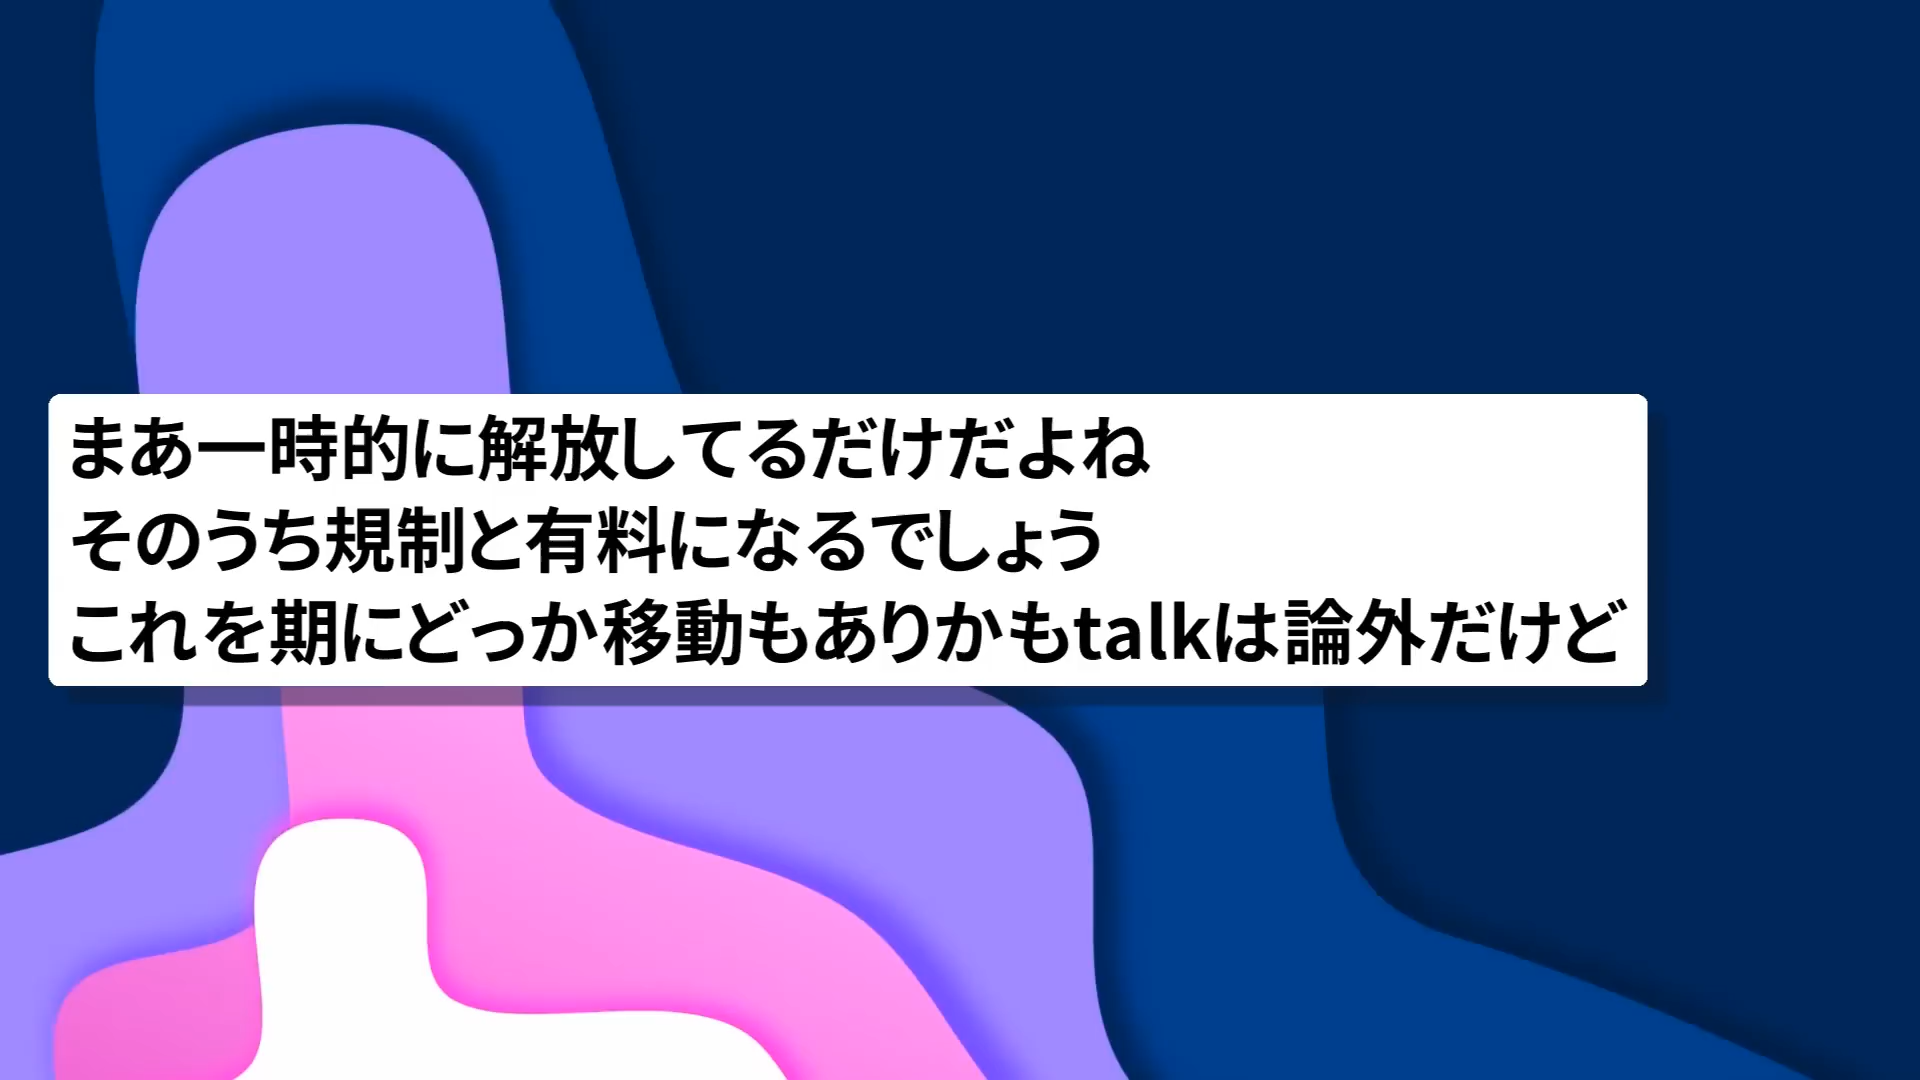 まあ一時的に解放してるだけだよね
そのうち規制と有料になるでしょう
これを期にどっか移動もありかもtalkは論外だけど